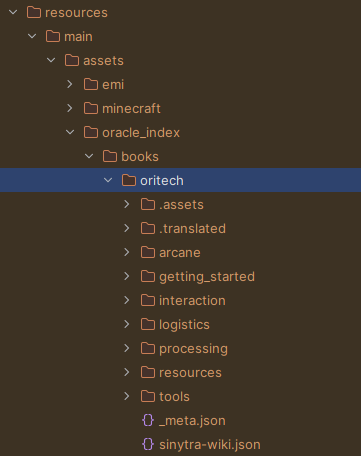 resources
main
assets
emi
minecraft
oracle_index
books
oritech
.assets
.translated
arcane
getting_started
interaction
logistics
processing
resources
tools
{} _meta.json
{} sinytra-wiki.json